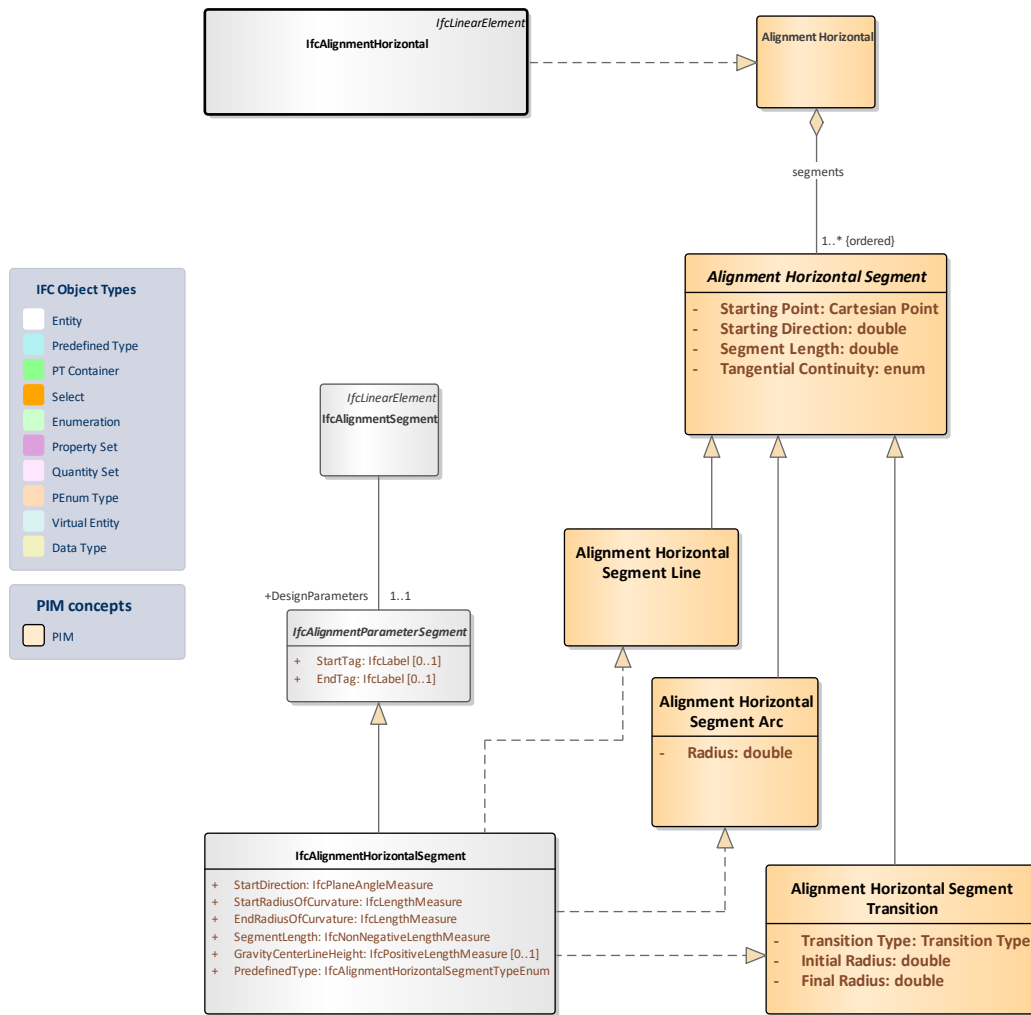 IfcLinearElement
IfcAlignmentHorizontal
Alignment Horizontal
segments
1..* {ordered}
Alignment Horizontal Segment
- Starting Point: Cartesian Point
- Starting Direction: double
- Segment Length: double
- Tangential Continuity: enum
IFC Object Types
Entity
Predefined Type
PT Container
Select
Enumeration
Property Set
Quantity Set
PEnum Type
Virtual Entity
Data Type
PIM concepts
PIM
IfcLinearElement
IfcAlignmentSegment
+DesignParameters 1..1
IfcAlignmentParameterSegment
+ StartTag: IfcLabel [0..1]
+ EndTag: IfcLabel [0..1]
Alignment Horizontal
Segment Line
Alignment Horizontal
Segment Arc
- Radius: double
IfcAlignmentHorizontalSegment
+ StartDirection: IfcPlaneAngleMeasure
+ StartRadiusOfCurvature: IfcLengthMeasure
+ EndRadiusOfCurvature: IfcLengthMeasure
+ SegmentLength: IfcNonNegativeLengthMeasure
+ GravityCenterLineHeight: IfcPositiveLengthMeasure [0..1]
+ PredefinedType: IfcAlignmentHorizontalSegmentTypeEnum
Alignment Horizontal Segment
Transition
- Transition Type: Transition Type
- Initial Radius: double
- Final Radius: double